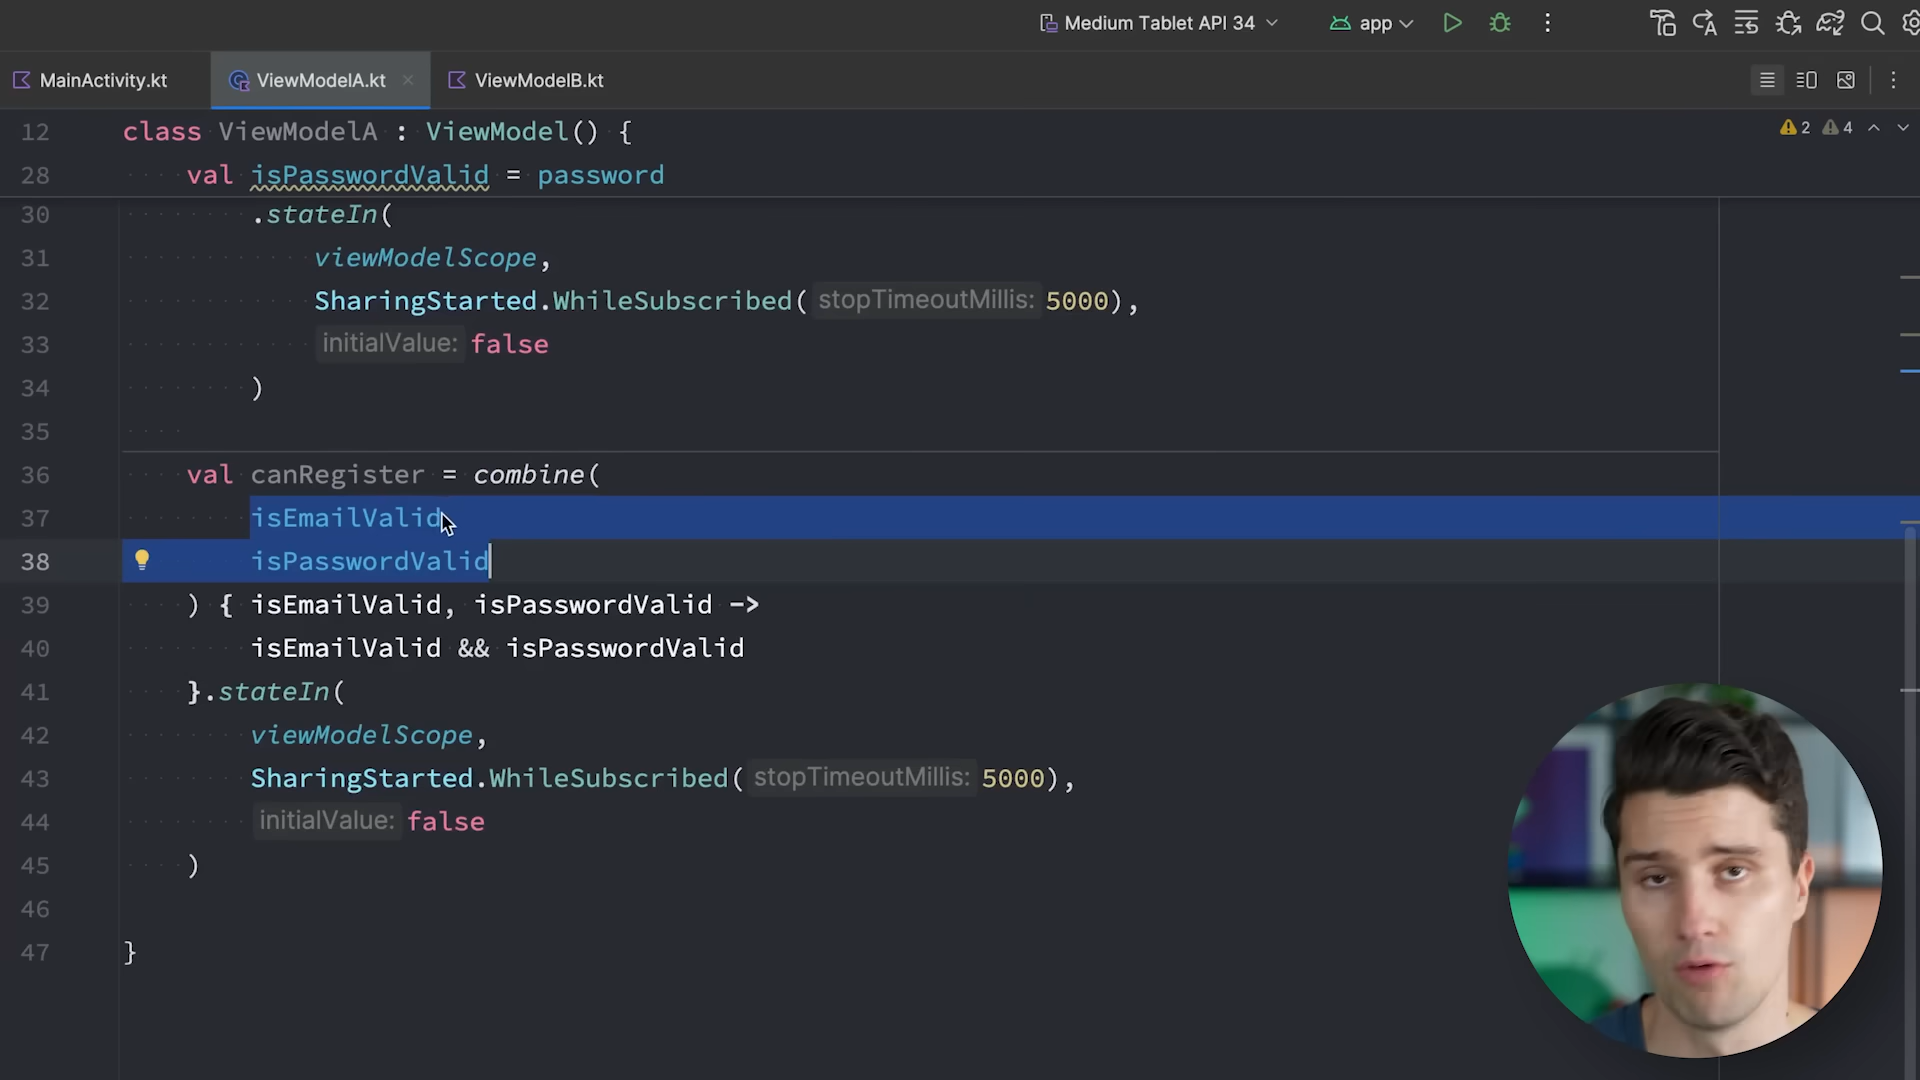 Medium Tablet API 34
app
MainActivity.kt
ViewModelA.kt
ViewModelB.kt
12 class ViewModelA : ViewModel() {
2 4
28 val isPasswordValid = password
30 .stateIn(
31 viewModelScope,
32 SharingStarted.WhileSubscribed( stopTimeoutMillis: 5000),
33 initialValue: false
34 )
35
36 val canRegister = combine(
37 isEmailValid
38 isPasswordValid
39 ) { isEmailValid, isPasswordValid ->
40 isEmailValid && isPasswordValid
41 }.stateIn(
42 viewModelScope,
43 SharingStarted.WhileSubscribed( stopTimeoutMillis: 5000),
44 initialValue: false
45 )
46
47 }